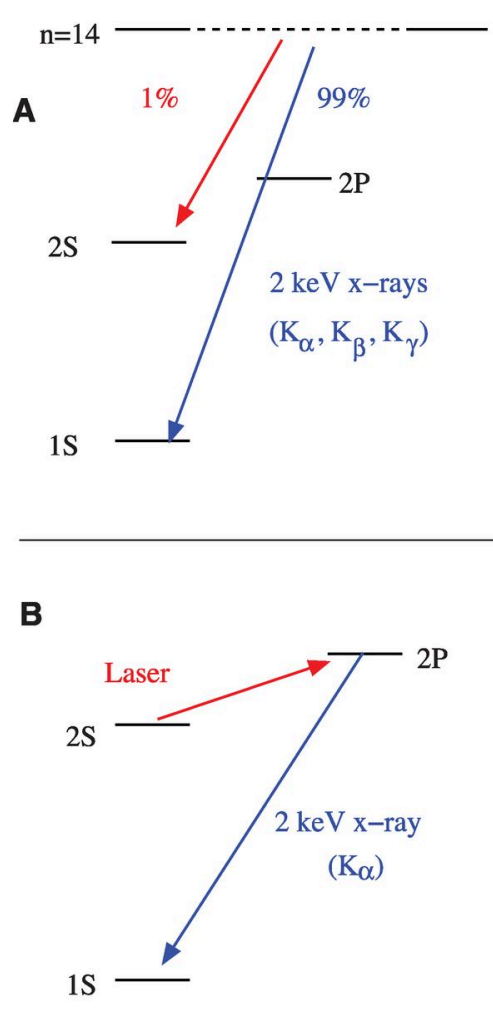 n=14
A
1%
99%
2P
2S
2 keV x−rays
(Kα, Kβ, Kγ)
1S
B
Laser
2P
2S
2 keV x−ray
(Kα)
1S